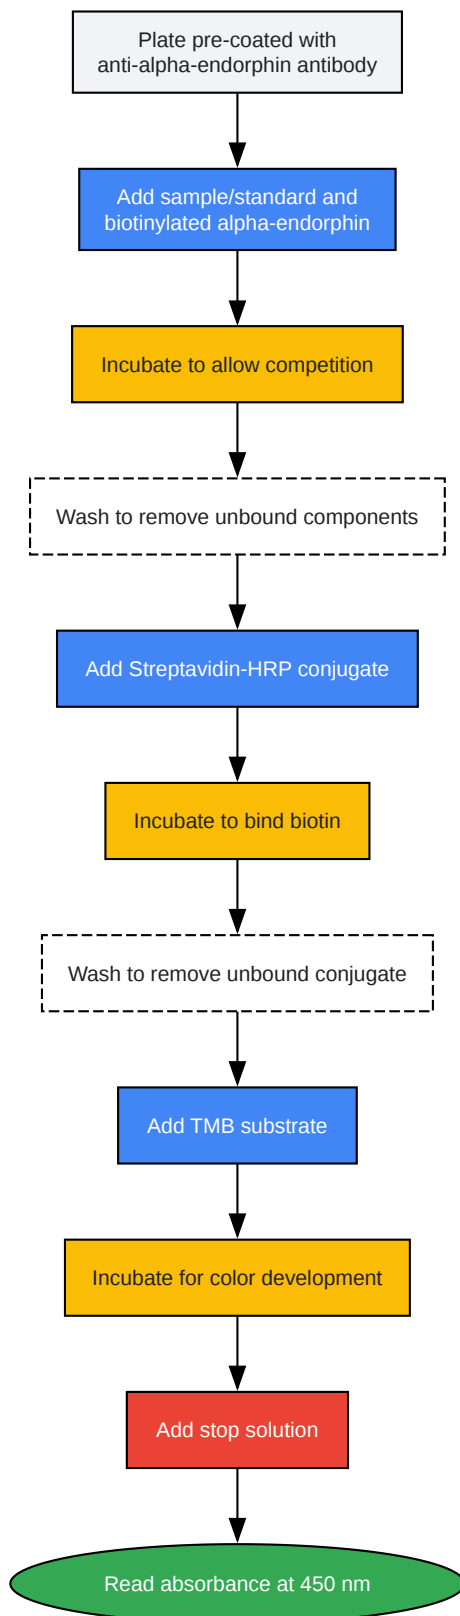 Plate pre-coated with
anti-alpha-endorphin antibody
Add sample/standard and
biotinylated alpha-endorphin
Incubate to allow competition
Wash to remove unbound components
Add Streptavidin-HRP conjugate
Incubate to bind biotin
Wash to remove unbound conjugate
Add TMB substrate
Incubate for color development
Add stop solution
Read absorbance at 450 nm